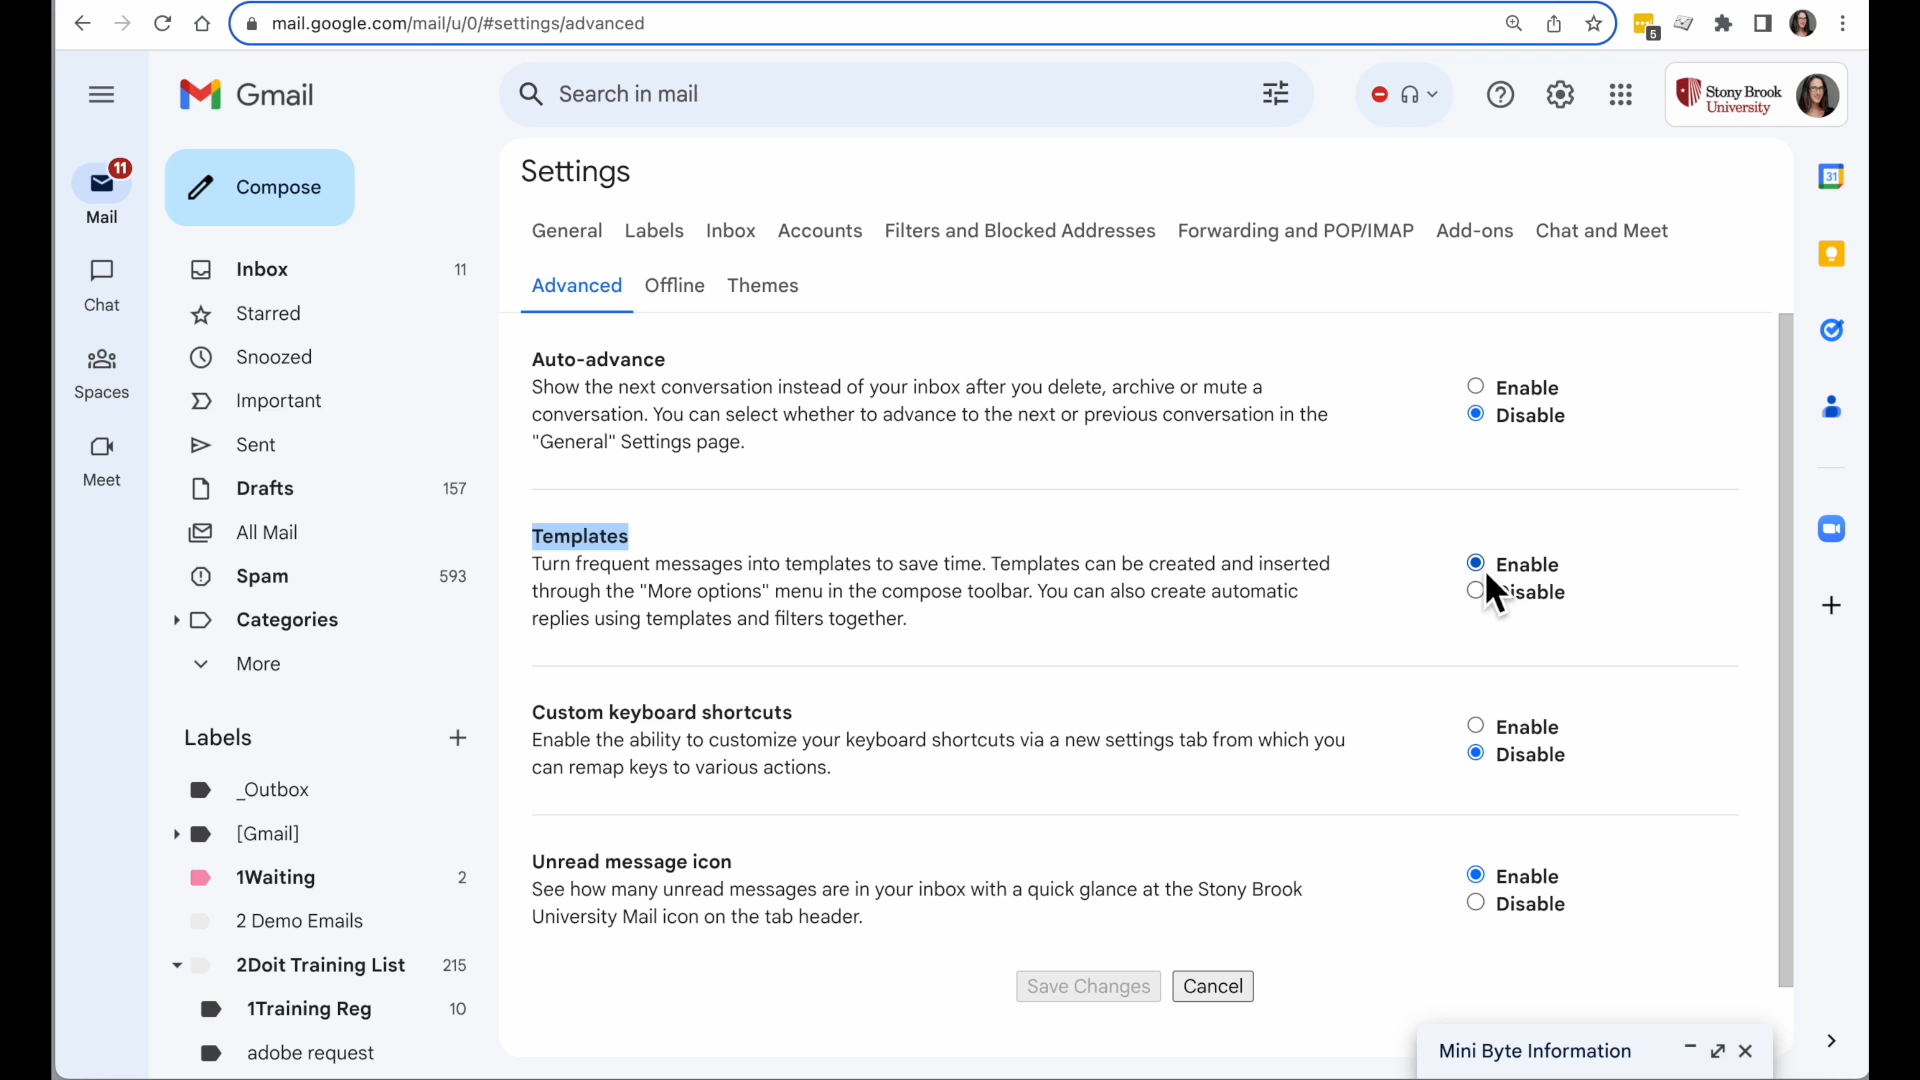 mail.google.com/mail/u/0/#settings/advanced
5
Gmail
Search in mail
Stony Brook
University
11
Mail
Chat
Spaces
Meet
Compose
Inbox 11
Starred
Snoozed
Important
Sent
Drafts 157
All Mail
Spam 593
Categories
More
Labels
_Outbox
[Gmail]
1Waiting 2
2 Demo Emails
2Doit Training List 215
1Training Reg 10
adobe request
Settings
General Labels Inbox Accounts Filters and Blocked Addresses Forwarding and POP/IMAP Add-ons Chat and Meet
Advanced Offline Themes
Auto-advance
Show the next conversation instead of your inbox after you delete, archive or mute a
conversation. You can select whether to advance to the next or previous conversation in the
"General" Settings page.
Enable
Disable
Templates
Turn frequent messages into templates to save time. Templates can be created and inserted
through the "More options" menu in the compose toolbar. You can also create automatic
replies using templates and filters together.
Enable
isable
Custom keyboard shortcuts
Enable the ability to customize your keyboard shortcuts via a new settings tab from which you
can remap keys to various actions.
Enable
Disable
Unread message icon
See how many unread messages are in your inbox with a quick glance at the Stony Brook
University Mail icon on the tab header.
Enable
Disable
Save Changes Cancel
31
Mini Byte Information